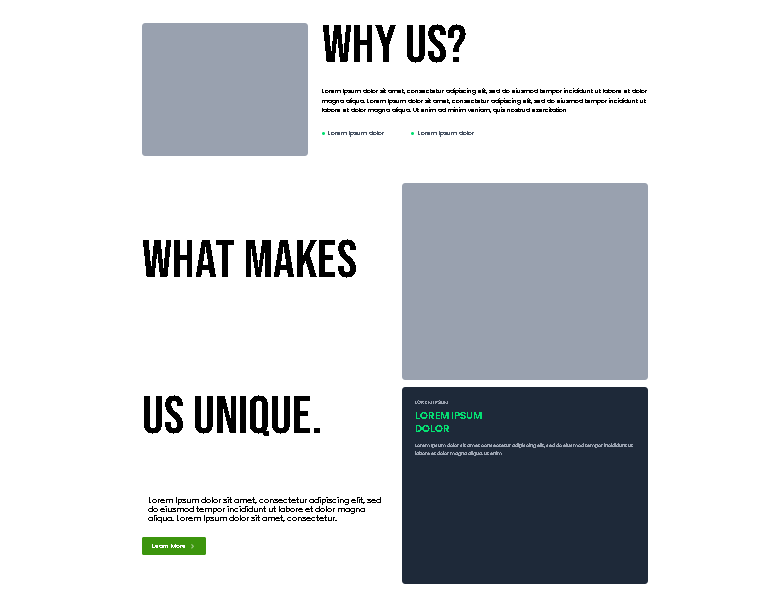 WHY US?
Lorem ipsum dolor sit amet, consectetur adipiscing elit, sed do eiusmod tempor incididunt ut labore et dolor
magna aliqua. Lorem ipsum dolor sit amet, consectetur adipiscing elit, sed do eiusmod tempor incididunt ut
labore et dolor magna aliqua. Ut enim ad minim veniam, quis nostrud exercitation
Lorem ipsum dolor
Lorem ipsum dolor
WHAT MAKES
US UNIQUE.
Lorem ipsum dolor sit amet, consectetur adipiscing elit, sed
do eiusmod tempor incididunt ut labore et dolor magna
aliqua. Lorem ipsum dolor sit amet, consectetur.
Learn More
LOREM IPSUM
LOREM IPSUM
DOLOR
Lorem ipsum dolor sit amet consectetur adipiscing elit, sed do eiusmod tempor incididunt ut
labore et dolor magna aliqua. ut enim